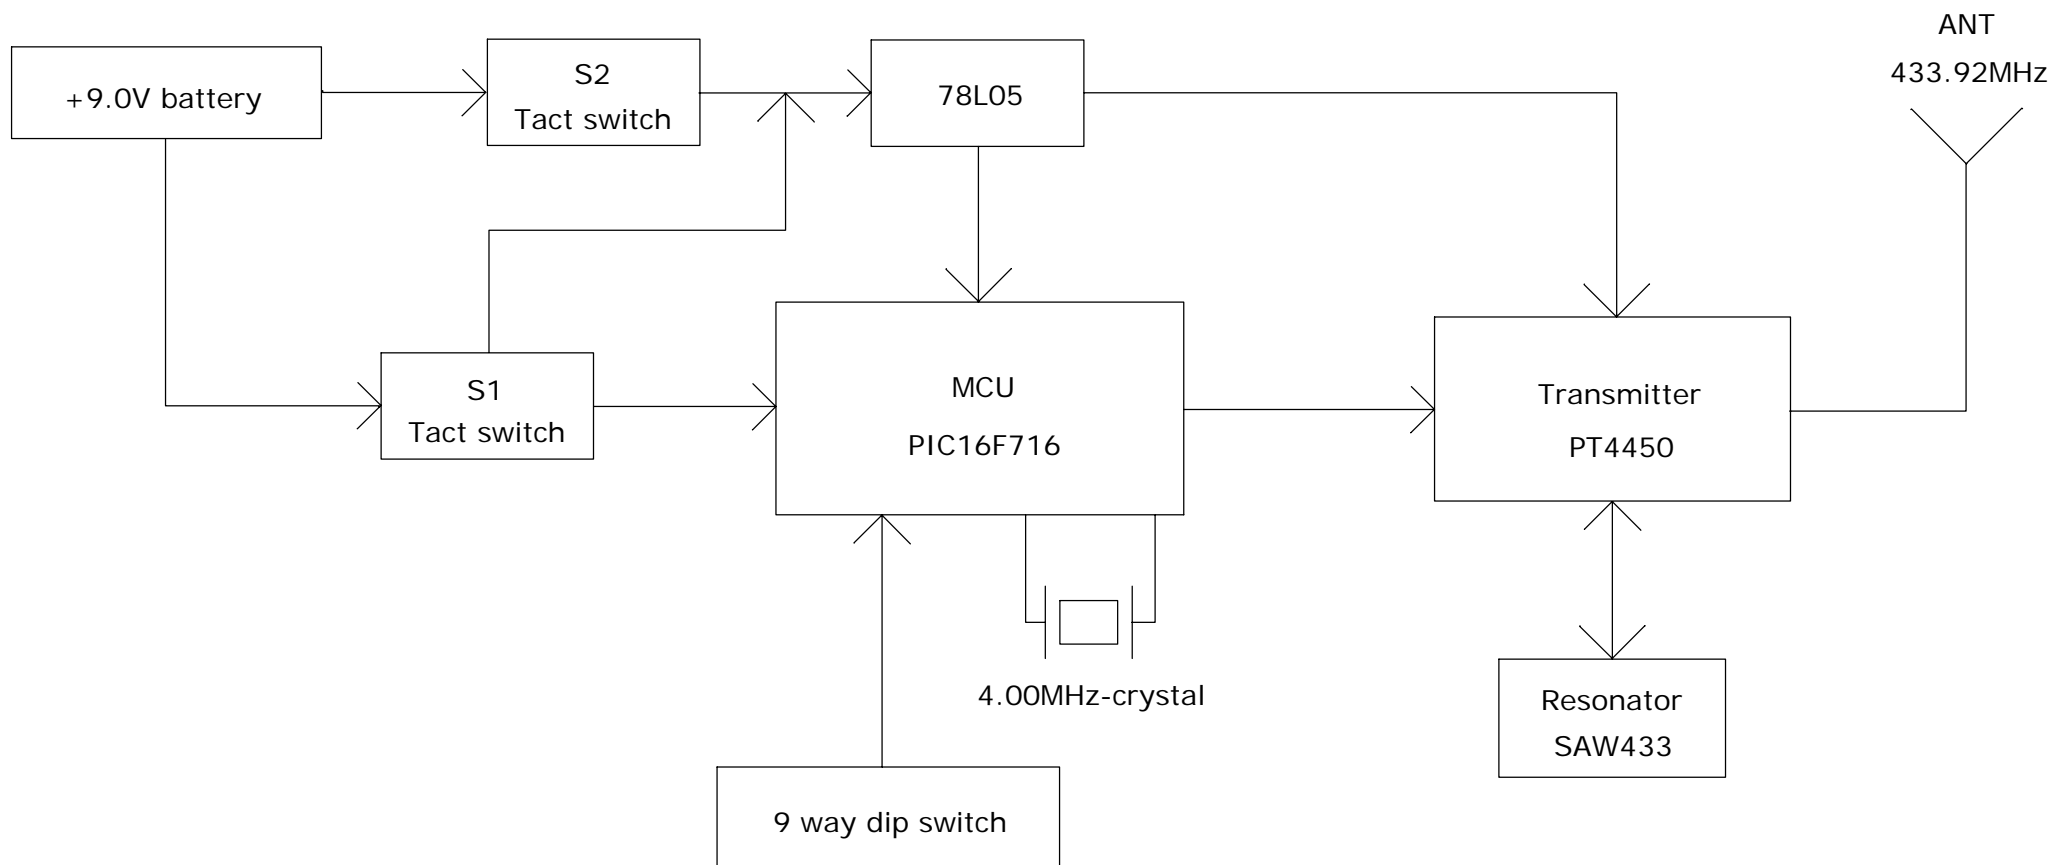 +9.0V battery
S2
Tact switch
78L05
ANT
433.92MHz
S1
Tact switch
MCU
PIC16F716
Transmitter
PT4450
4.00MHz-crystal
Resonator
SAW433
9 way dip switch